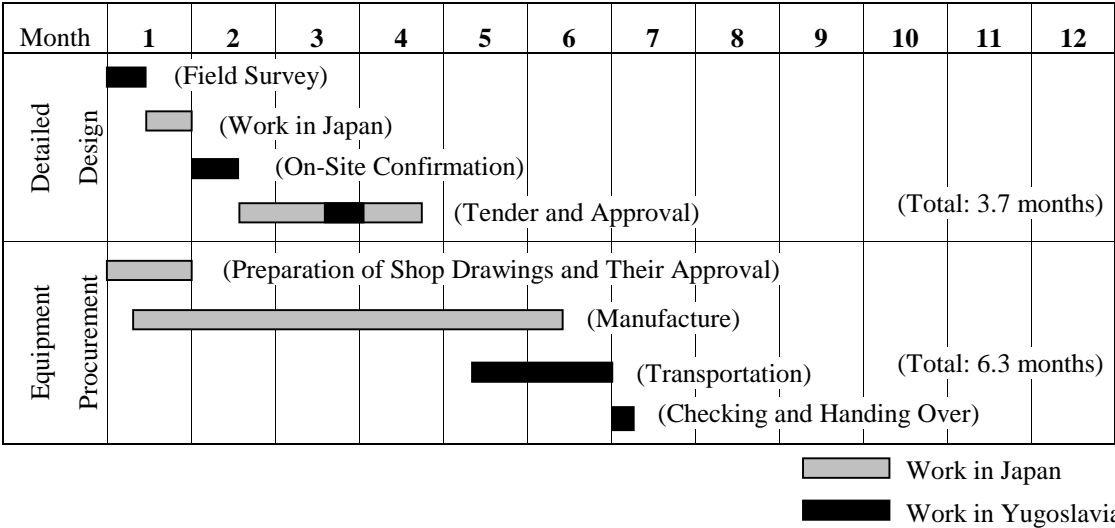 Month 1 2 3 4 5 6 7 8 9 10 11 12
Detailed
Design
(Field Survey)
(Work in Japan)
(On-Site Confirmation)
(Tender and Approval)
(Total: 3.7 months)
Equipment
Procurement
(Preparation of Shop Drawings and Their Approval)
(Manufacture)
(Transportation)
(Total: 6.3 months)
(Checking and Handing Over)
Work in Japan
Work in Yugoslavia